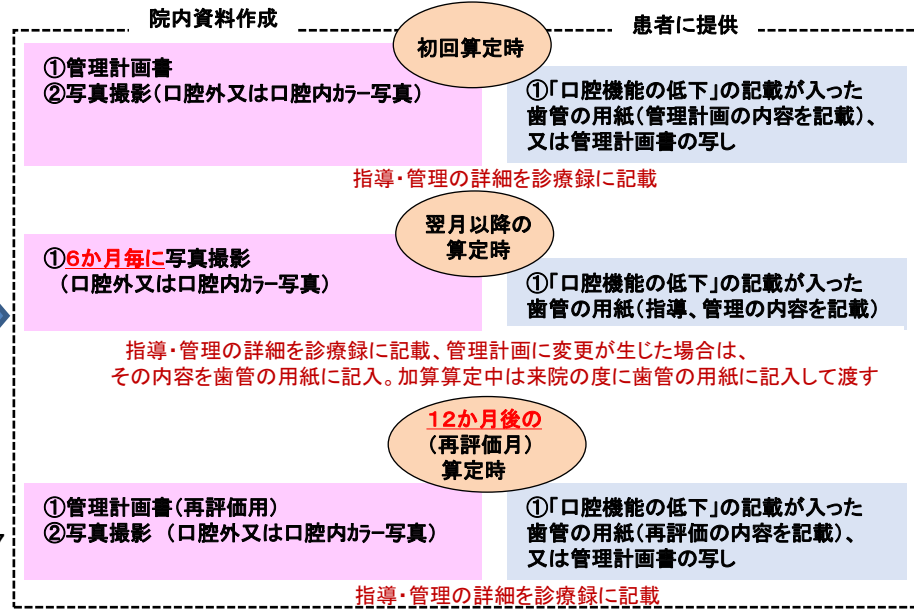 院内資料作成
患者に提供
初回算定時
①管理計画書
②写真撮影(口腔外又は口腔内カラー写真)
①「口腔機能の低下」の記載が入った
歯管の用紙(管理計画の内容を記載)、
又は管理計画書の写し
指導・管理の詳細を診療録に記載
翌月以降の
算定時
①6か月毎に写真撮影
(口腔外又は口腔内カラー写真)
①「口腔機能の低下」の記載が入った
歯管の用紙(指導、管理の内容を記載)
指導・管理の詳細を診療録に記載、管理計画に変更が生じた場合は、
その内容を歯管の用紙に記入。加算算定中は来院の度に歯管の用紙に記入して渡す
12か月後の
(再評価月)
算定時
①管理計画書(再評価用)
②写真撮影 (口腔外又は口腔内カラー写真)
①「口腔機能の低下」の記載が入った
歯管の用紙(再評価の内容を記載)、
又は管理計画書の写し
指導・管理の詳細を診療録に記載